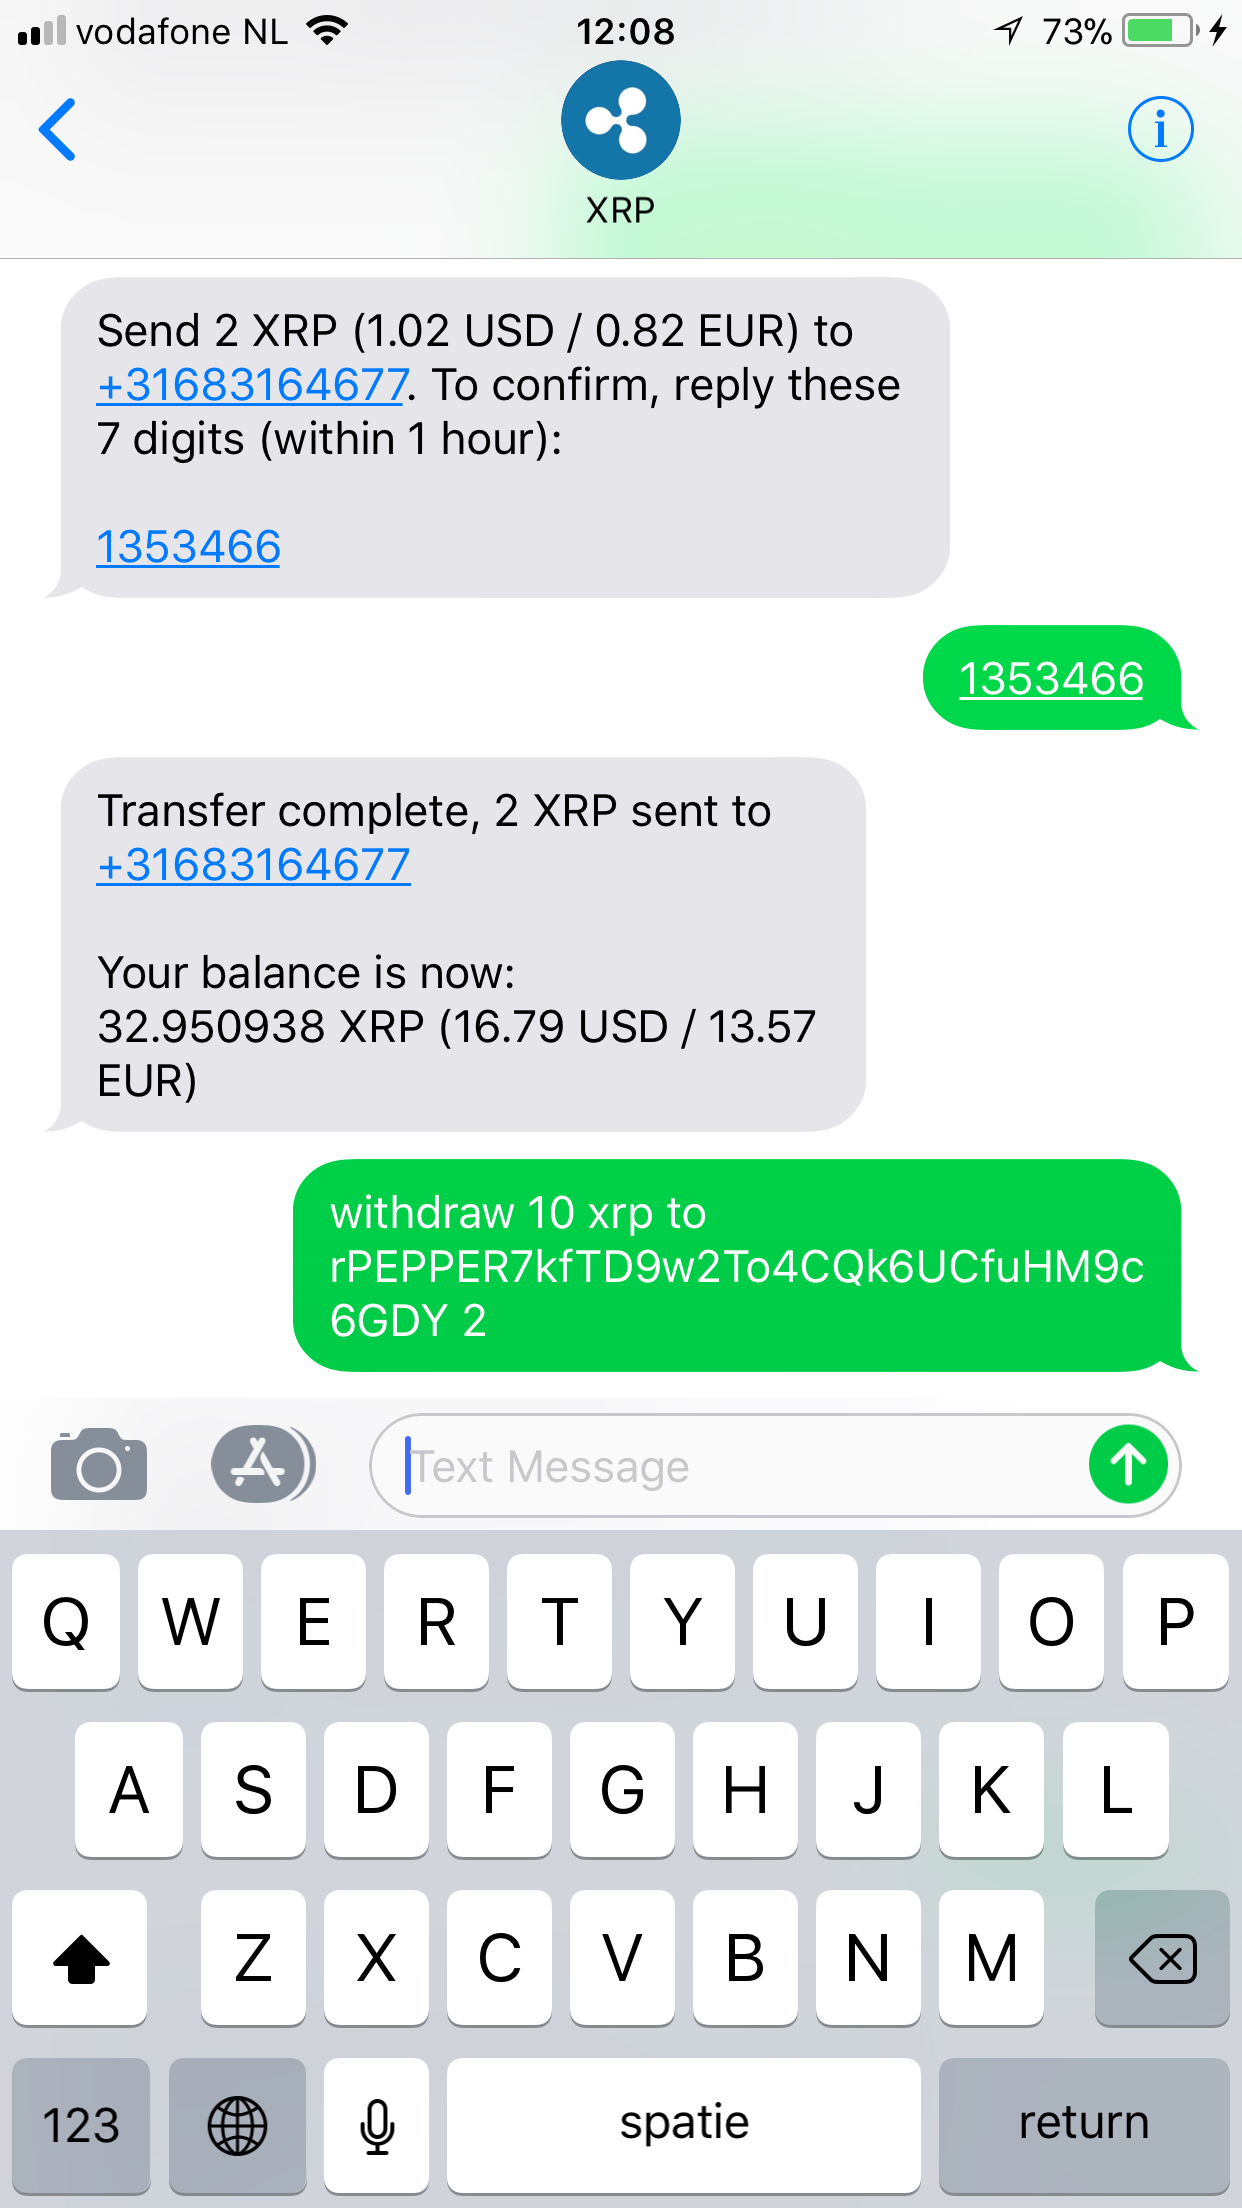 vodafone NL
12:08
73%
XRP
Send 2 XRP (1.02 USD / 0.82 EUR) to
+31683164677. To confirm, reply these
7 digits (within 1 hour):
1353466
1353466
Transfer complete, 2 XRP sent to
+31683164677
Your balance is now:
32.950938 XRP (16.79 USD / 13.57
EUR)
withdraw 10 xrp to
rPEPPER7kfTD9w2To4CQk6UCfuHM9c
6GDY 2
Text Message
Q W E R T Y U I O P
A S D F G H J K L
Z X C V B N M
123 spatie return